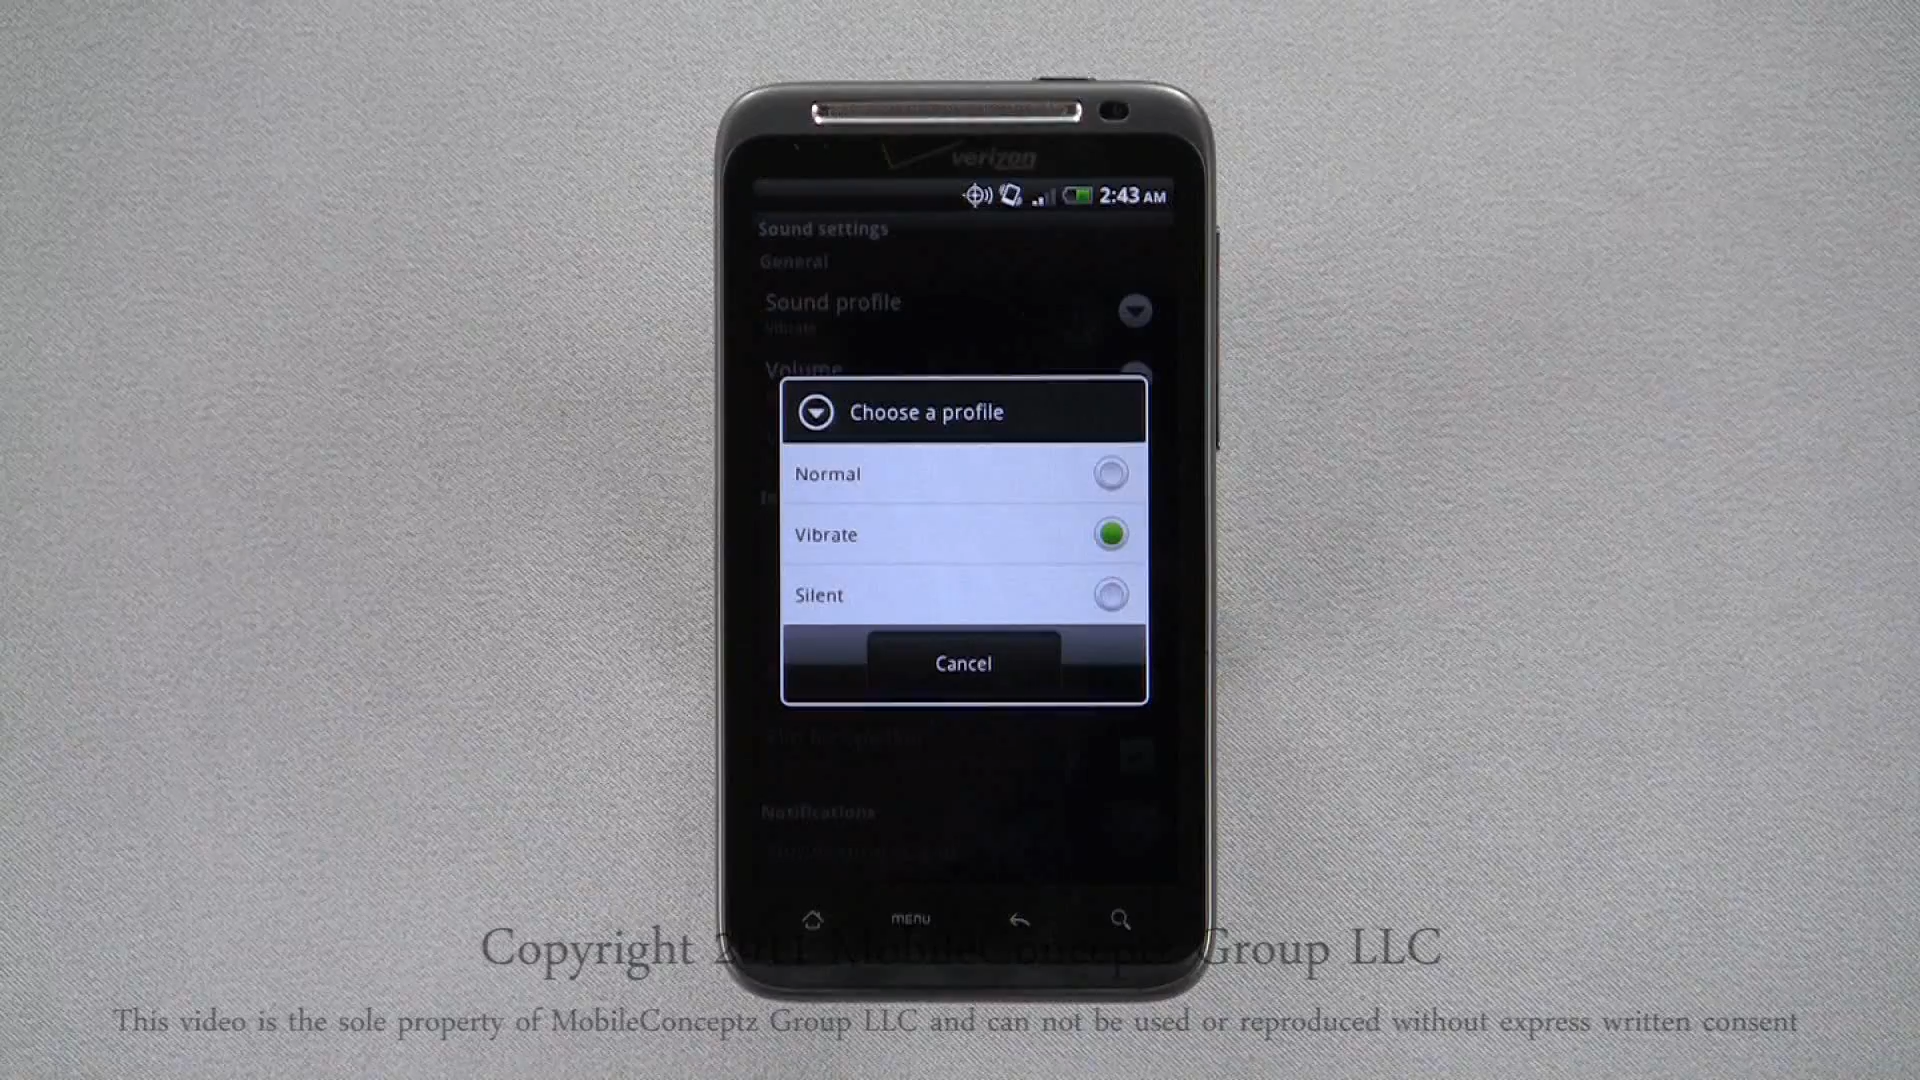 verizon
2:43 AM
Sound settings
General
Sound profile
Vibrate
Volume
Choose a profile
Normal
Vibrate
Silent
Cancel
Notifications
MENU
Copyright 2011 MobileConceptz Group LLC
This video is the sole property of MobileConceptz Group LLC and can not be used or reproduced without express written consent